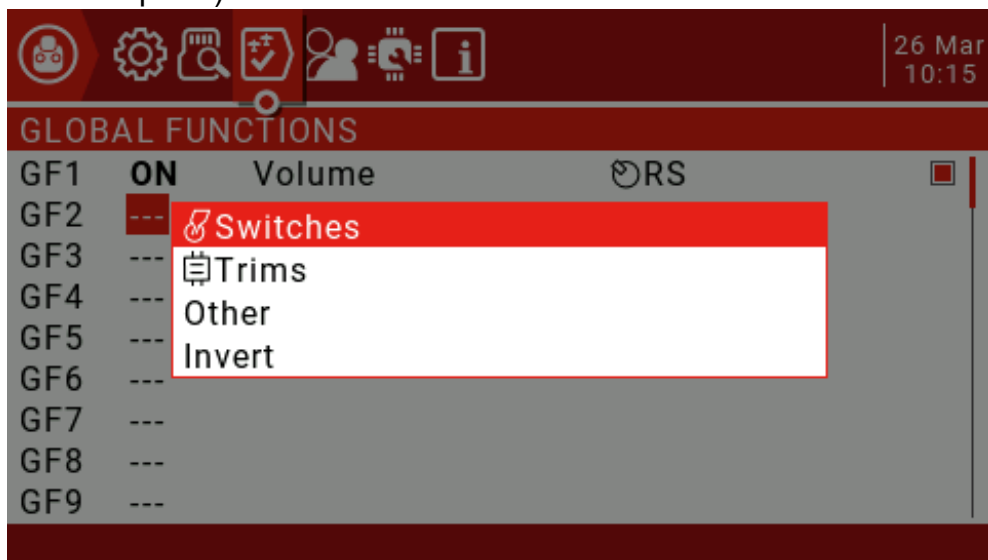 26 Mar
10:15
GLOBAL FUNCTIONS
GF1 ON Volume RS
GF2 ---
Switches
GF3 ---
Trims
GF4 ---
Other
GF5 ---
Invert
GF6 ---
GF7 ---
GF8 ---
GF9 ---